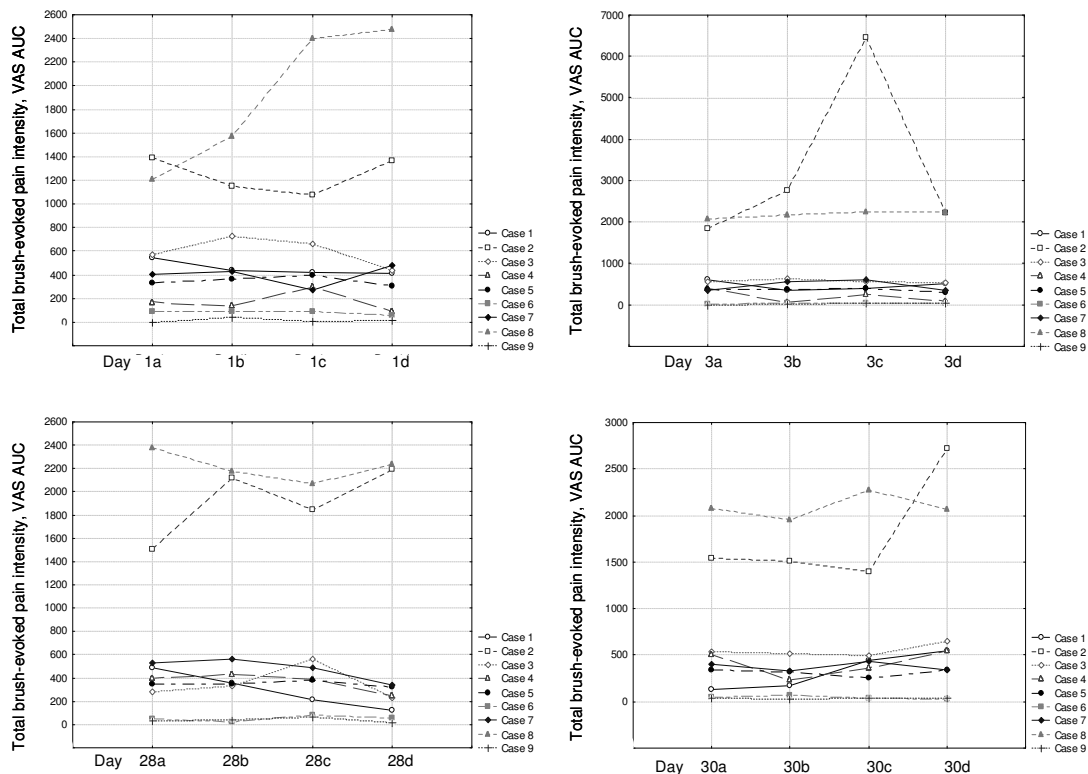 Total brush-evoked pain intensity, VAS AUC
2600
2400
2200
2000
1800
1600
1400
1200
1000
800
600
400
200
0
Day 1a 1b 1c 1d
Case 1
Case 2
Case 3
Case 4
Case 5
Case 6
Case 7
Case 8
Case 9
Total brush-evoked pain intensity, VAS AUC
7000
6000
5000
4000
3000
2000
1000
0
Day 3a 3b 3c 3d
Case 1
Case 2
Case 3
Case 4
Case 5
Case 6
Case 7
Case 8
Case 9
Total brush-evoked pain intensity, VAS AUC
2600
2400
2200
2000
1800
1600
1400
1200
1000
800
600
400
200
0
Day 28a 28b 28c 28d
Case 1
Case 2
Case 3
Case 4
Case 5
Case 6
Case 7
Case 8
Case 9
Total brush-evoked pain intensity, VAS AUC
3000
2500
2000
1500
1000
500
0
Day 30a 30b 30c 30d
Case 1
Case 2
Case 3
Case 4
Case 5
Case 6
Case 7
Case 8
Case 9